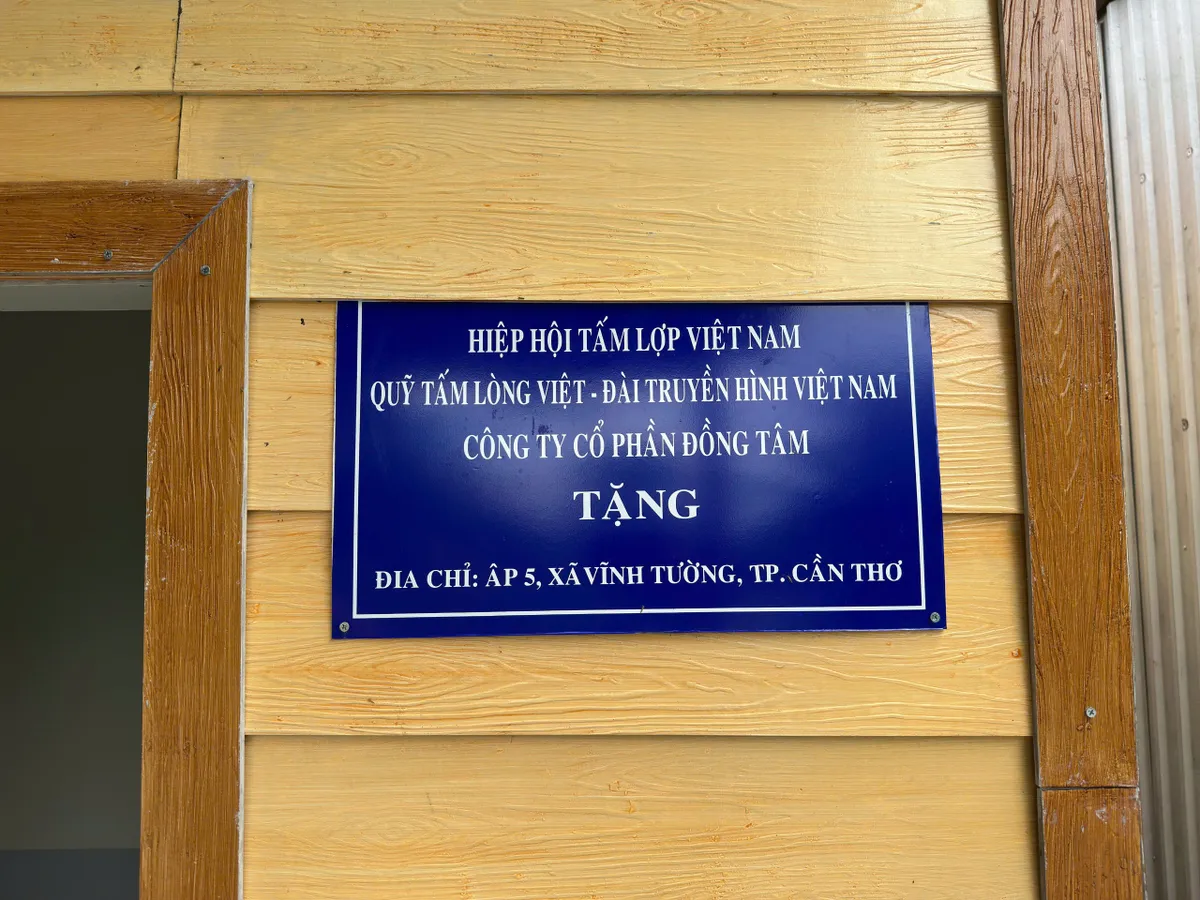 HIỆP HỘI TẤM LỢP VIỆT NAM
QUỸ TẤM LÒNG VIỆT - ĐÀI TRUYỀN HÌNH VIỆT NAM
CÔNG TY CỔ PHẦN ĐỒNG TÂM
TẶNG
ĐIA CHỈ: ÂP 5, XÃ VĨNH TƯỜNG, TP. CẦN THƠ